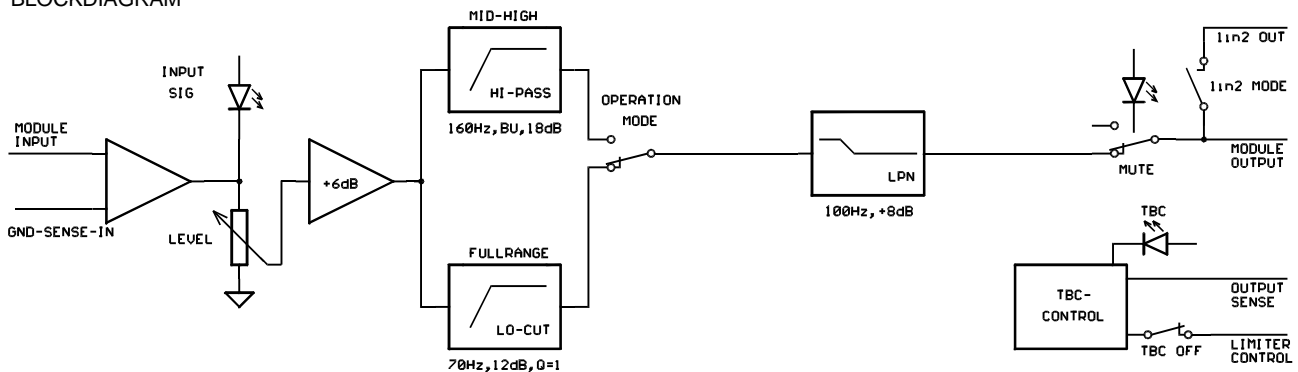 BLOCKDIAGRAM
MID-HIGH
HI-PASS
160Hz,BU,18dB
INPUT
SIG
MODULE
INPUT
GND-SENSE-IN
LEVEL
+6dB
OPERATION
MODE
FULLRANGE
LO-CUT
70Hz,12dB,Q=1
LPN
100Hz,+8dB
1in2 OUT
1in2 MODE
MUTE
MODULE
OUTPUT
TBC
TBC-
CONTROL
OUTPUT
SENSE
TBC OFF
LIMITER
CONTROL